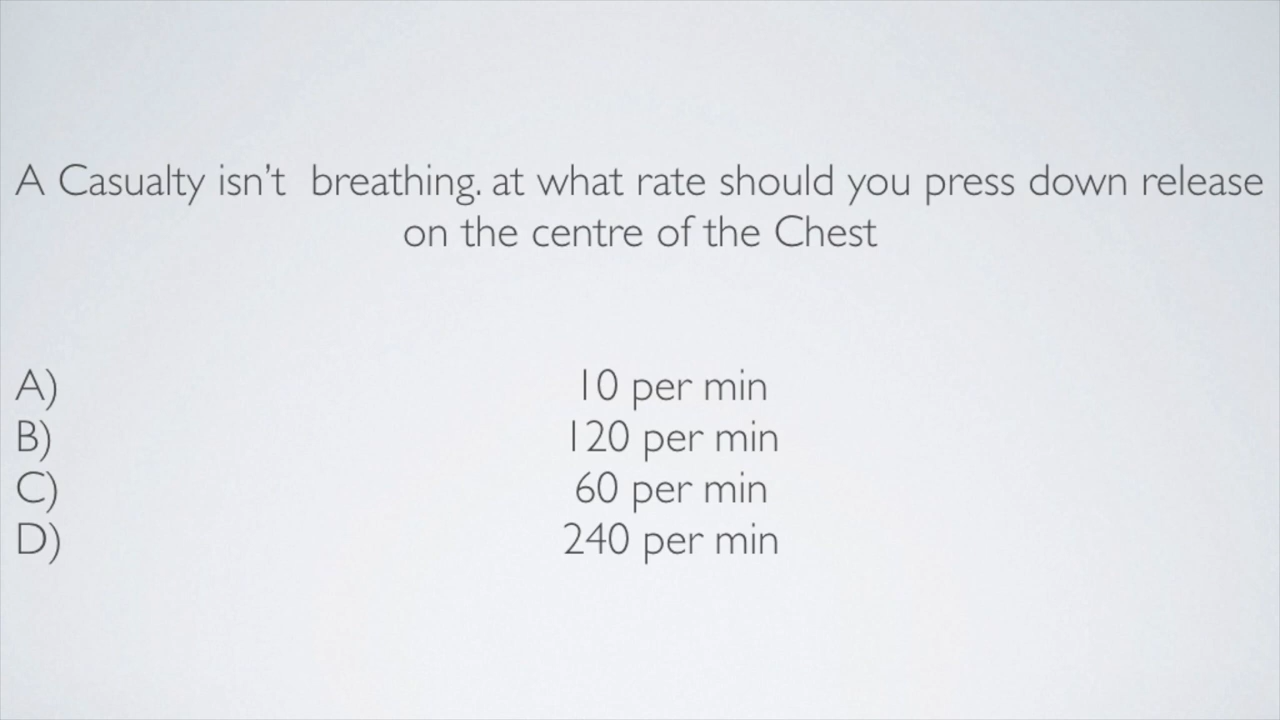 A Casualty isn't  breathing. at what rate should you press down release
on the centre of the Chest
A) 10 per min
B) 120 per min
C) 60 per min
D) 240 per min